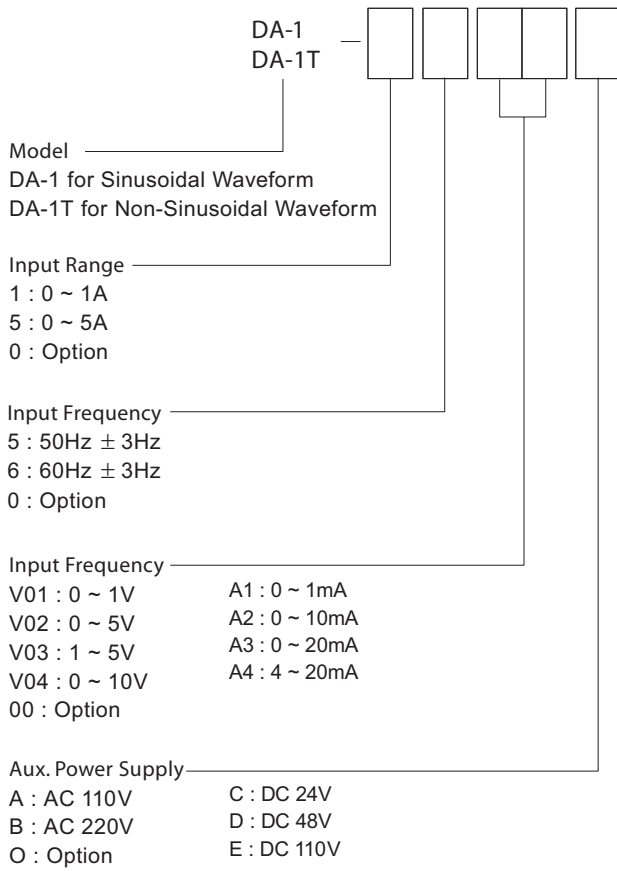 DA-1
DA-1T
Model
DA-1 for Sinusoidal Waveform
DA-1T for Non-Sinusoidal Waveform
Input Range
1 : 0 ~ 1A
5 : 0 ~ 5A
0 : Option
Input Frequency
5 : 50Hz ± 3Hz
6 : 60Hz ± 3Hz
0 : Option
Input Frequency
V01 : 0 ~ 1V
V02 : 0 ~ 5V
V03 : 1 ~ 5V
V04 : 0 ~ 10V
00 : Option
A1 : 0 ~ 1mA
A2 : 0 ~ 10mA
A3 : 0 ~ 20mA
A4 : 4 ~ 20mA
Aux. Power Supply
A : AC 110V
B : AC 220V
O : Option
C : DC 24V
D : DC 48V
E : DC 110V